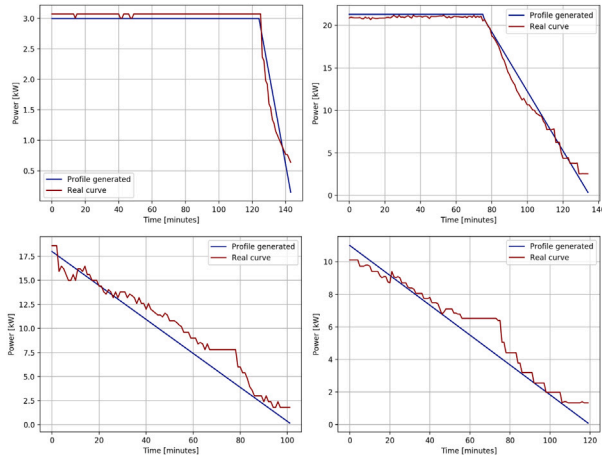 3.0
2.5
2.0
1.5
1.0
0.5
Power [kW]
Profile generated
Real curve
0 20 40 60 80 100 120 140
Time [minutes]
20
15
10
5
0
Power [kW]
Profile generated
Real curve
0 20 40 60 80 100 120 140
Time [minutes]
17.5
15.0
12.5
10.0
7.5
5.0
2.5
0.0
Power [kW]
Profile generated
Real curve
0 20 40 60 80 100
Time [minutes]
10
8
6
4
2
0
Power [kW]
Profile generated
Real curve
0 20 40 60 80 100 120
Time [minutes]